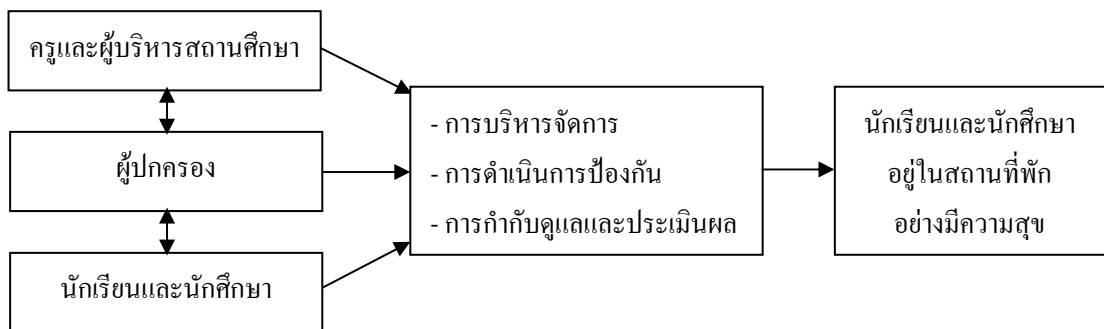 ครูและผู้บริหารสถานศึกษา
ผู้ปกครอง
นักเรียนและนักศึกษา
- การบริหารจัดการ
- การดำเนินการป้องกัน
- การกำกับดูแลและประเมินผล
นักเรียนและนักศึกษา
อยู่ในสถานที่พัก
อย่างมีความสุข